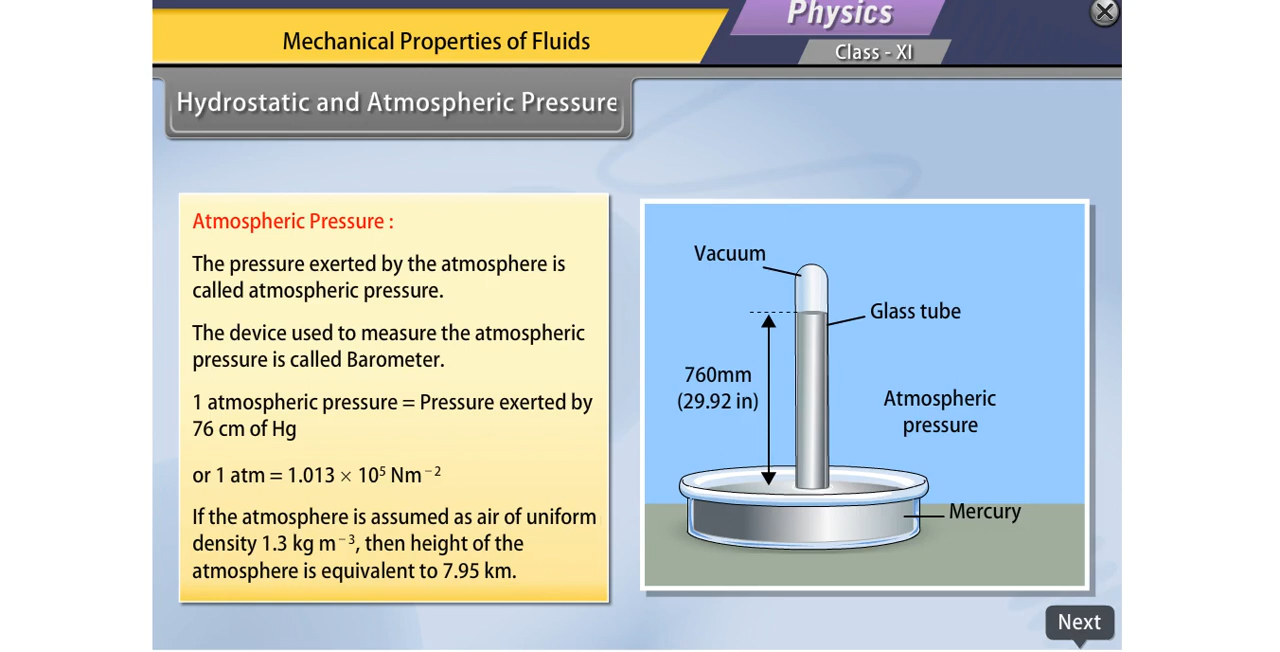 Physics
Mechanical Properties of Fluids
Class - XI
Hydrostatic and Atmospheric Pressure
Atmospheric Pressure :
The pressure exerted by the atmosphere is
called atmospheric pressure.
The device used to measure the atmospheric
pressure is called Barometer.
1 atmospheric pressure = Pressure exerted by
76 cm of Hg
or 1 atm = 1.013 × 10⁵ Nm⁻²
If the atmosphere is assumed as air of uniform
density 1.3 kg m⁻³, then height of the
atmosphere is equivalent to 7.95 km.
Vacuum
Glass tube
760mm
(29.92 in)
Atmospheric
pressure
Mercury
Next